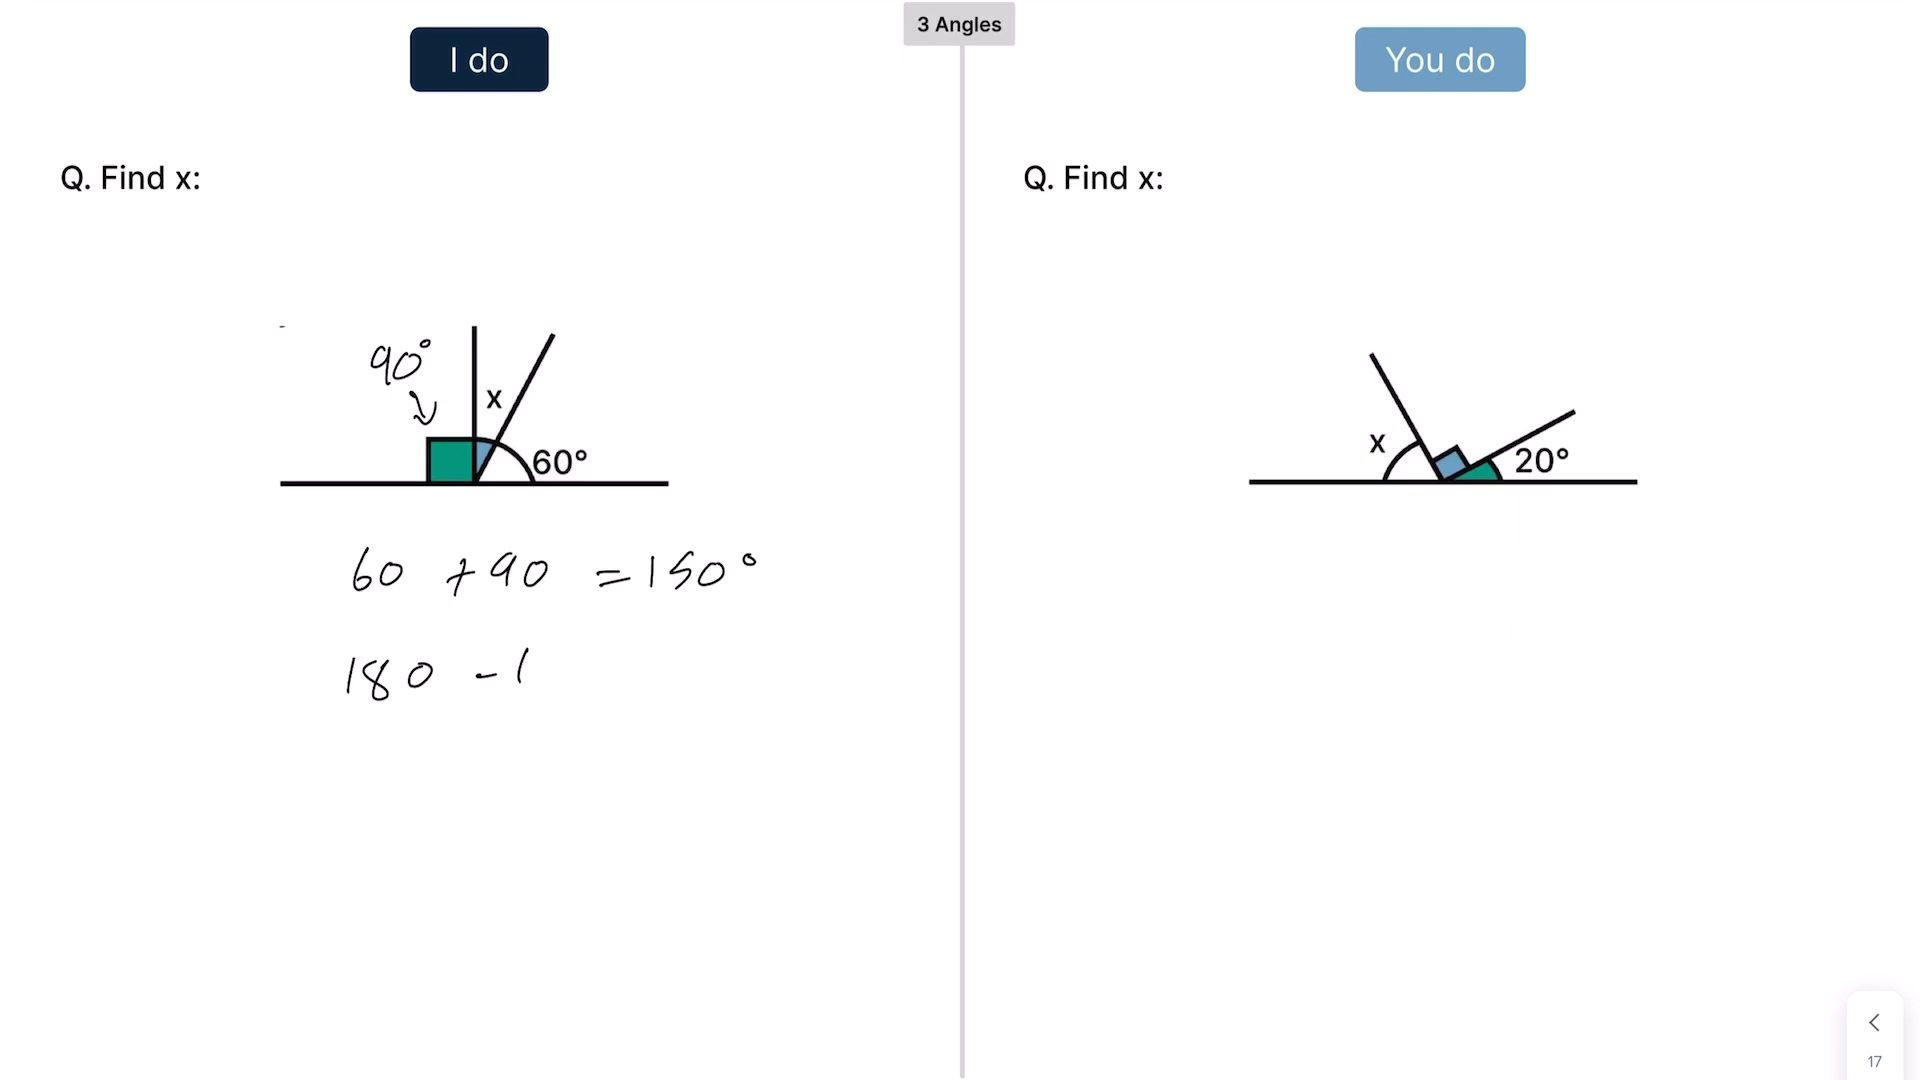 3 Angles
I do
Q. Find x:
90°
x
60°
60 + 90 = 150°
180 - 1
You do
Q. Find x:
x
20°
17